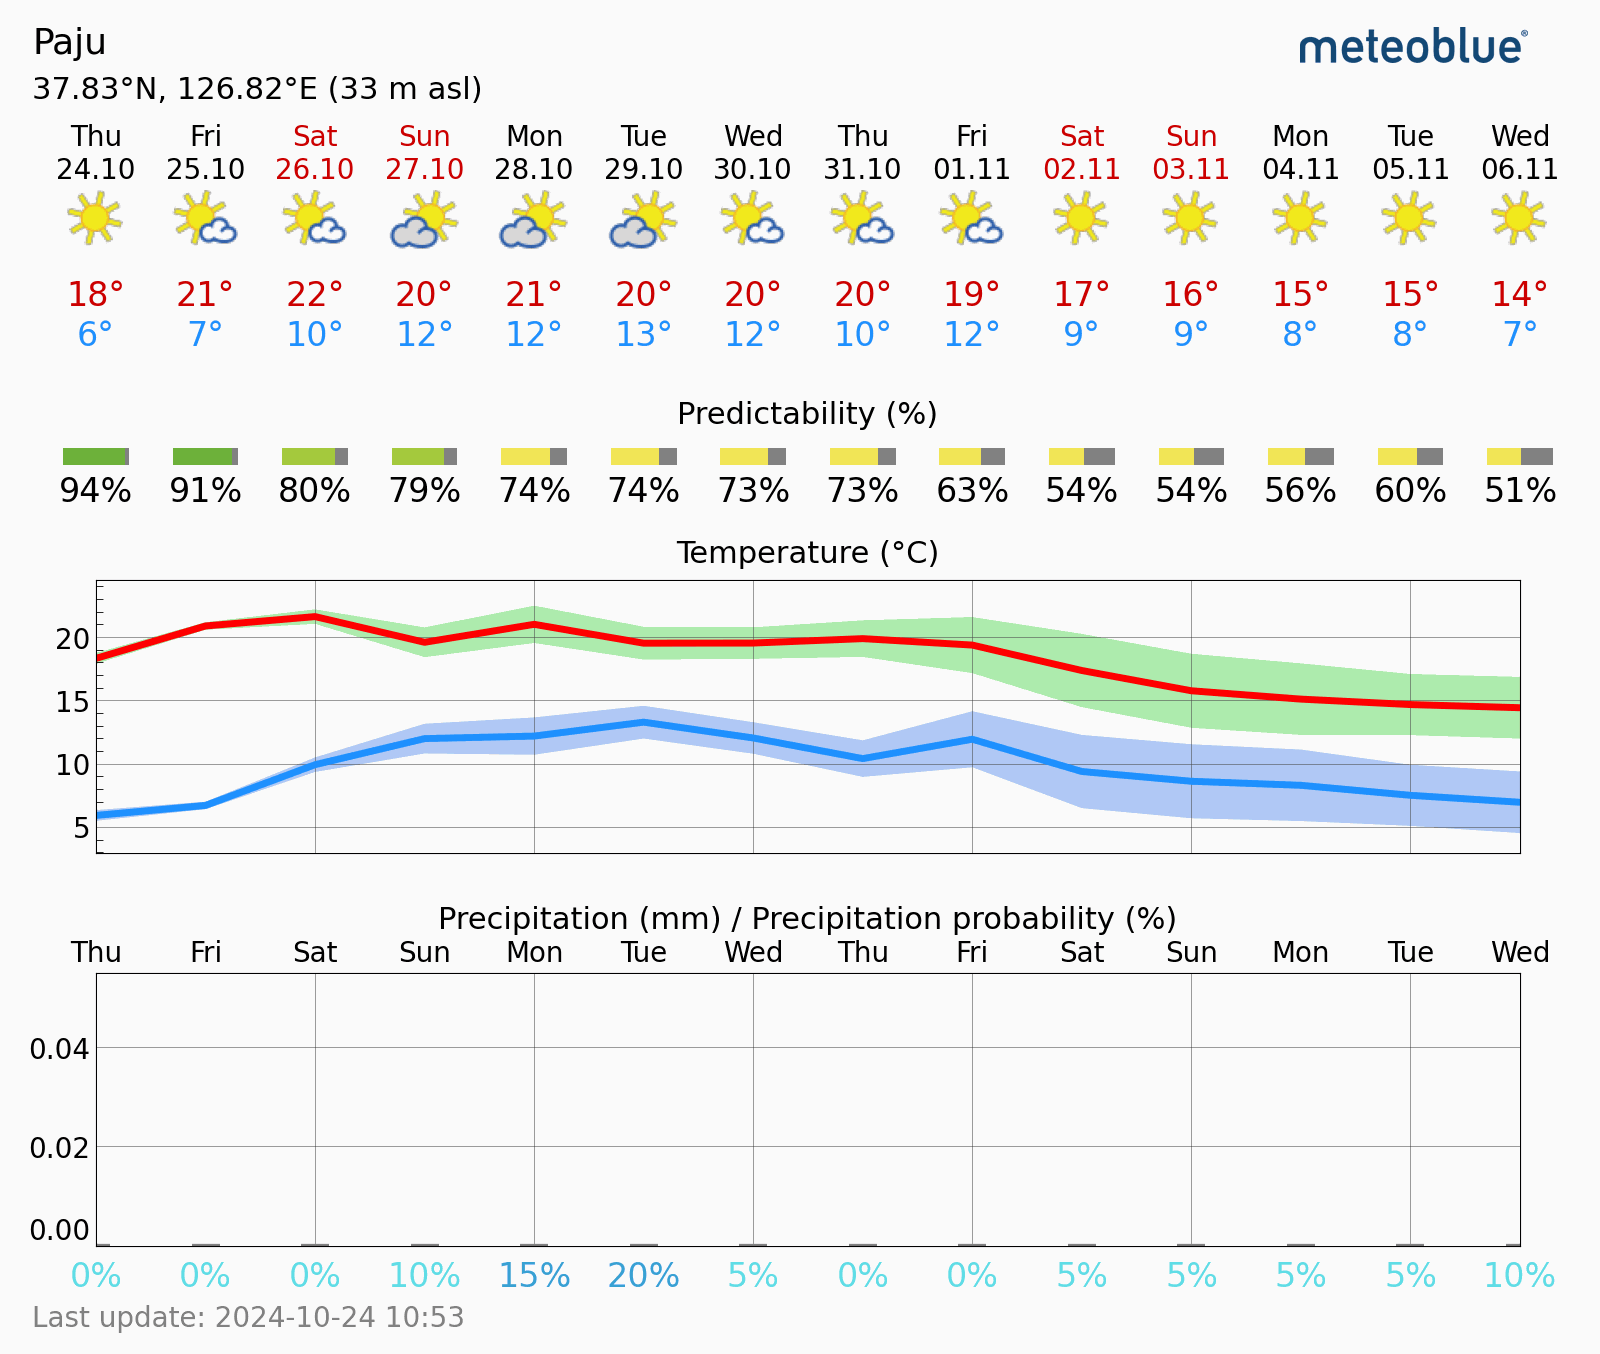 Paju
meteoblue®
37.83°N, 126.82°E (33 m asl)
Thu Fri Sat Sun Mon Tue Wed Thu Fri Sat Sun Mon Tue Wed
24.10 25.10 26.10 27.10 28.10 29.10 30.10 31.10 01.11 02.11 03.11 04.11 05.11 06.11
18° 21° 22° 20° 21° 20° 20° 20° 19° 17° 16° 15° 15° 14°
6° 7° 10° 12° 12° 13° 12° 10° 12° 9° 9° 8° 8° 7°
Predictability (%)
94% 91% 80% 79% 74% 74% 73% 73% 63% 54% 54% 56% 60% 51%
Temperature (°C)
20
15
10
5
Precipitation (mm) / Precipitation probability (%)
Thu Fri Sat Sun Mon Tue Wed Thu Fri Sat Sun Mon Tue Wed
0.04
0.02
0.00
0% 0% 0% 10% 15% 20% 5% 0% 0% 5% 5% 5% 5% 10%
Last update: 2024-10-24 10:53